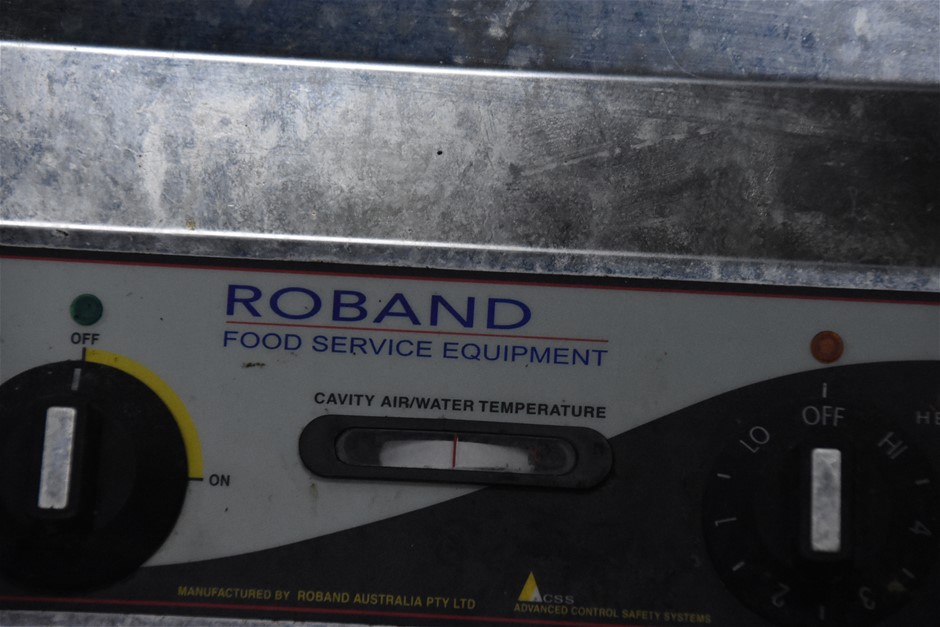 ROBAND
FOOD SERVICE EQUIPMENT
OFF
ON
CAVITY AIR/WATER TEMPERATURE
OFF
LO
HI
1
2
3
4
MANUFACTURED BY ROBAND AUSTRALIA PTY LTD
ACSS
ADVANCED CONTROL SAFETY SYSTEMS